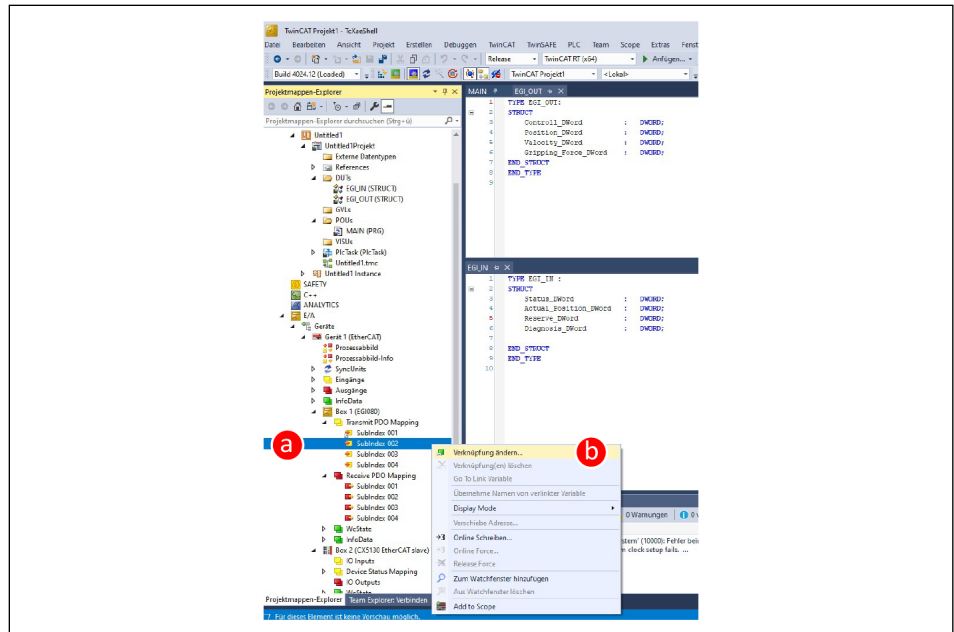 TwinCAT Projekt1 - TcXaeShell
Datei Bearbeiten Ansicht Projekt Erstellen Debuggen TwinCAT TwinSAFE PLC Team Scope Extras Fenst
Release TwinCAT RT (x64) Anfügen...
Build 4024.12 (Loaded) TwinCAT Projekt1 <Lokal>
Projektmappen-Explorer
Projektmappen-Explorer durchsuchen (Strg+ü)
Untitled1
Untitled1Projekt
Externe Datentypen
References
DUTs
EGI_IN (STRUCT)
EGI_OUT (STRUCT)
GVLs
POUs
MAIN (PRG)
VISUs
PlcTask (PlcTask)
Untitled1.tmc
Untitled1 Instance
SAFETY
C++
ANALYTICS
E/A
Geräte
Gerät 1 (EtherCAT)
Prozessabbild
Prozessabbild-Info
SyncUnits
Eingänge
Ausgänge
InfoData
Box 1 (EGI080)
Transmit PDO Mapping
SubIndex 001
a
SubIndex 002
SubIndex 003
SubIndex 004
Receive PDO Mapping
SubIndex 001
SubIndex 002
SubIndex 003
SubIndex 004
WcState
InfoData
Box 2 (CX5130 EtherCAT slave)
IO Inputs
Device Status Mapping
IO Outputs
WcState
Projektmappen-Explorer Team Explorer: Verbinden
Für dieses Element ist keine Vorschau möglich.
MAIN EGI_OUT
1 TYPE EGI_OUT:
2 STRUCT
3 Controll_DWord : DWORD;
4 Position_DWord : DWORD;
5 Valocity_DWord : DWORD;
6 Gripping_Force_DWord : DWORD;
7 END_STRUCT
8 END_TYPE
9
EGI_IN
1 TYPE EGI_IN :
2 STRUCT
3 Status_DWord : DWORD;
4 Actual_Position_DWord : DWORD;
5 Reserve_DWord : DWORD;
6 Diagnosis_DWord : DWORD;
7
8 END_STRUCT
9 END_TYPE
10
Verknüpfung ändern...
b
Verknüpfung(en) löschen
Go To Link Variable
Übernehme Namen von verlinkter Variable
Display Mode
Verschiebe Adresse...
Online Schreiben...
Online Force...
Release Force
Zum Watchfenster hinzufügen
Aus Watchfenster löschen
Add to Scope
0 Warnungen
(10000): Fehler bei
clock setup fails. ...